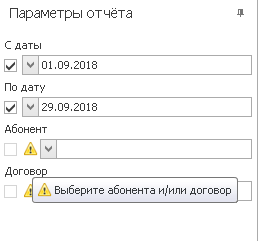 Параметры отчёта
С даты
01.09.2018
По дату
29.09.2018
Абонент
Договор
Выберите абонента и/или договор